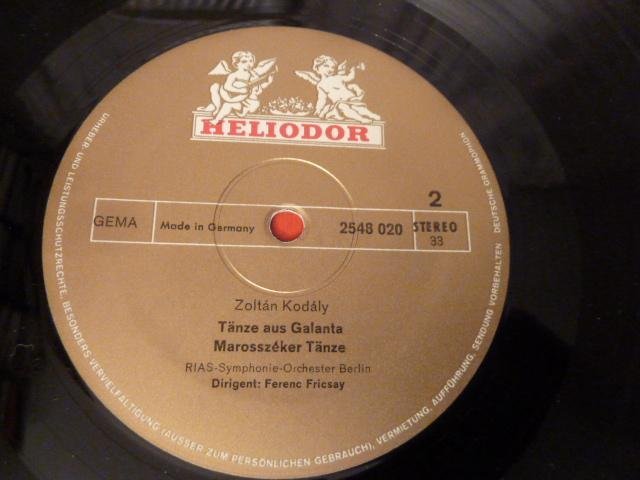 HELIODOR
2
GEMA
Made in Germany
2548 020
STEREO
33
Zoltán Kodály
Tänze aus Galanta
Marosszéker Tänze
RIAS-Symphonie-Orchester Berlin
Dirigent: Ferenc Fricsay
URHEBER- UND LEISTUNGSSCHUTZRECHTE, BESONDERS VERVIELFÄLTIGUNG (AUSSER ZUM PERSÖNLICHEN GEBRAUCH), VERMIETUNG, AUFFÜHRUNG, SENDUNG VORBEHALTEN DEUTSCHE GRAMMOPHON